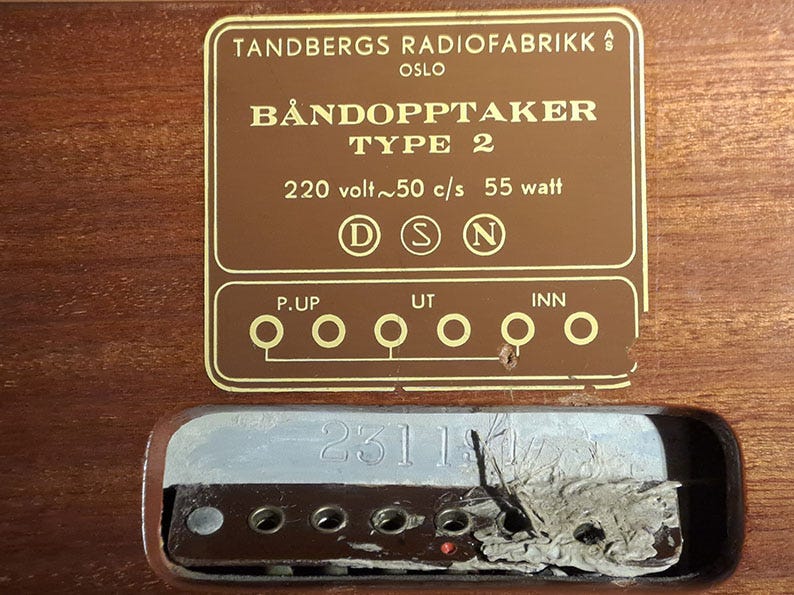 TANDBERGS RADIOFABRIKK A/S
OSLO
BÅNDOPPTAKER
TYPE 2
220 volt ~ 50 c/s 55 watt
D S N
P.UP UT INN